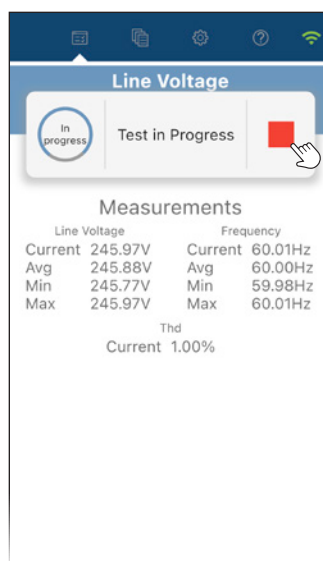 Line Voltage
In
progress
Test in Progress
Measurements
Line Voltage
Current 245.97V
Avg 245.88V
Min 245.77V
Max 245.97V
Frequency
Current 60.01Hz
Avg 60.00Hz
Min 59.98Hz
Max 60.01Hz
Thd
Current 1.00%